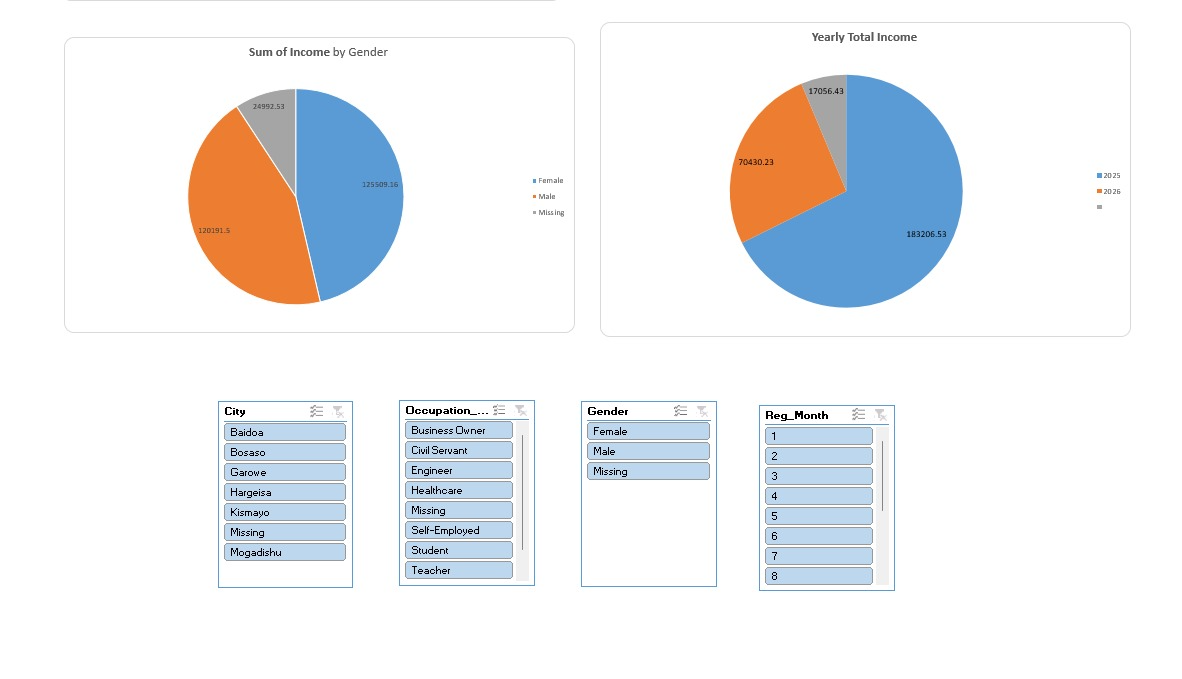 Sum of Income by Gender
24992.53
125509.16
120191.5
Female
Male
Missing
Yearly Total Income
17056.43
70430.23
183206.53
2025
2026
City
Baidoa
Bosaso
Garowe
Hargeisa
Kismayo
Missing
Mogadishu
Occupation_...
Business Owner
Civil Servant
Engineer
Healthcare
Missing
Self-Employed
Student
Teacher
Gender
Female
Male
Missing
Reg_Month
1
2
3
4
5
6
7
8